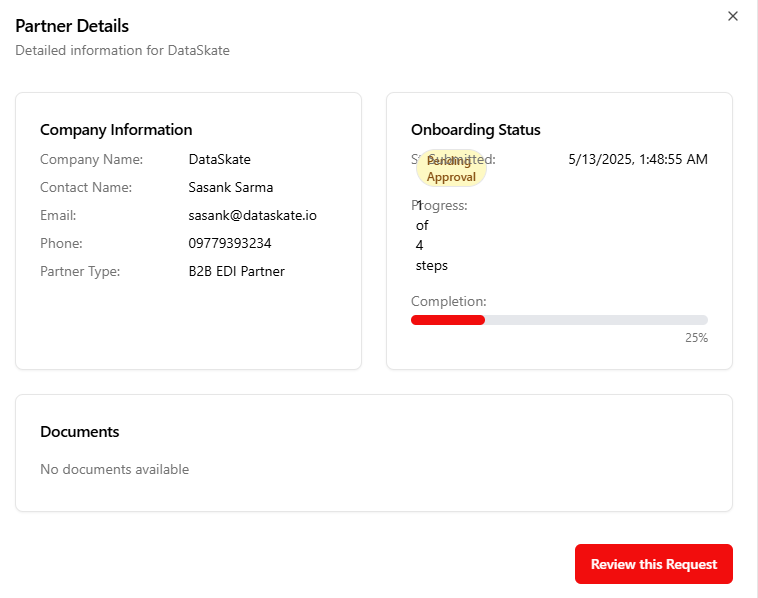 Partner Details
Detailed information for DataSkate
Company Information
Company Name: DataSkate
Contact Name: Sasank Sarma
Email: sasank@dataskate.io
Phone: 09779393234
Partner Type: B2B EDI Partner
Onboarding Status
Pending
Approval
Submitted: 5/13/2025, 1:48:55 AM
Progress:
1
of
4
steps
Completion:
25%
Documents
No documents available
Review this Request